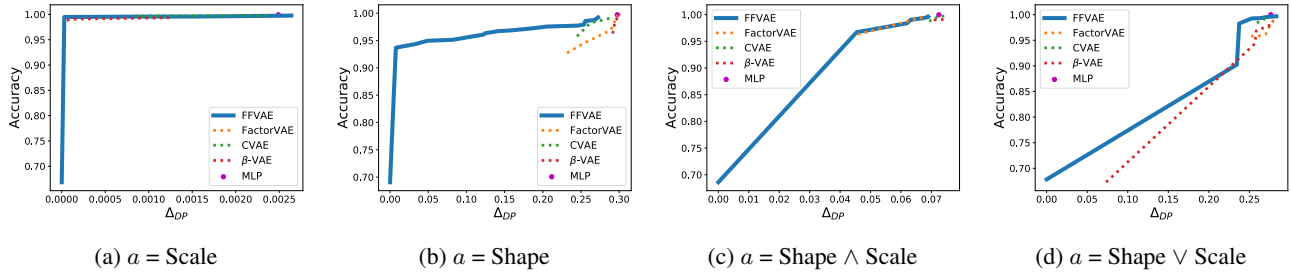 Accuracy
1.00
0.95
0.90
0.85
0.80
0.75
0.70
FFVAE
FactorVAE
CVAE
β-VAE
MLP
0.0000 0.0005 0.0010 0.0015 0.0020 0.0025
Δ_DP
(a) a = Scale
Accuracy
1.00
0.95
0.90
0.85
0.80
0.75
0.70
FFVAE
FactorVAE
CVAE
β-VAE
MLP
0.00 0.05 0.10 0.15 0.20 0.25 0.30
Δ_DP
(b) a = Shape
Accuracy
1.00
0.95
0.90
0.85
0.80
0.75
0.70
FFVAE
FactorVAE
CVAE
β-VAE
MLP
0.00 0.01 0.02 0.03 0.04 0.05 0.06 0.07
Δ_DP
(c) a = Shape ∧ Scale
Accuracy
1.00
0.95
0.90
0.85
0.80
0.75
0.70
FFVAE
FactorVAE
CVAE
β-VAE
MLP
0.00 0.05 0.10 0.15 0.20 0.25
Δ_DP
(d) a = Shape ∨ Scale